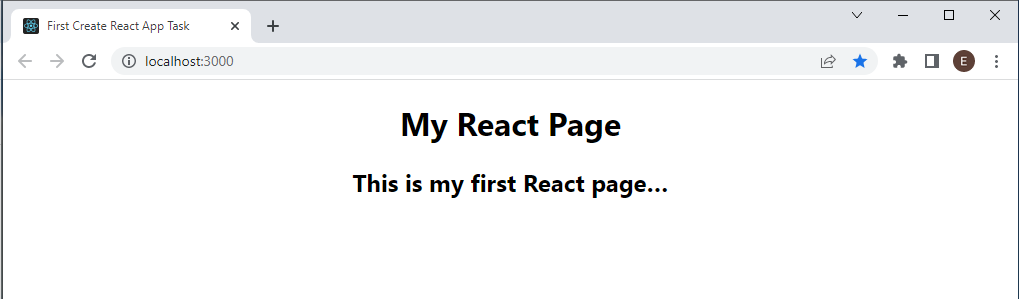 First Create React App Task
localhost:3000
E
My React Page
This is my first React page...